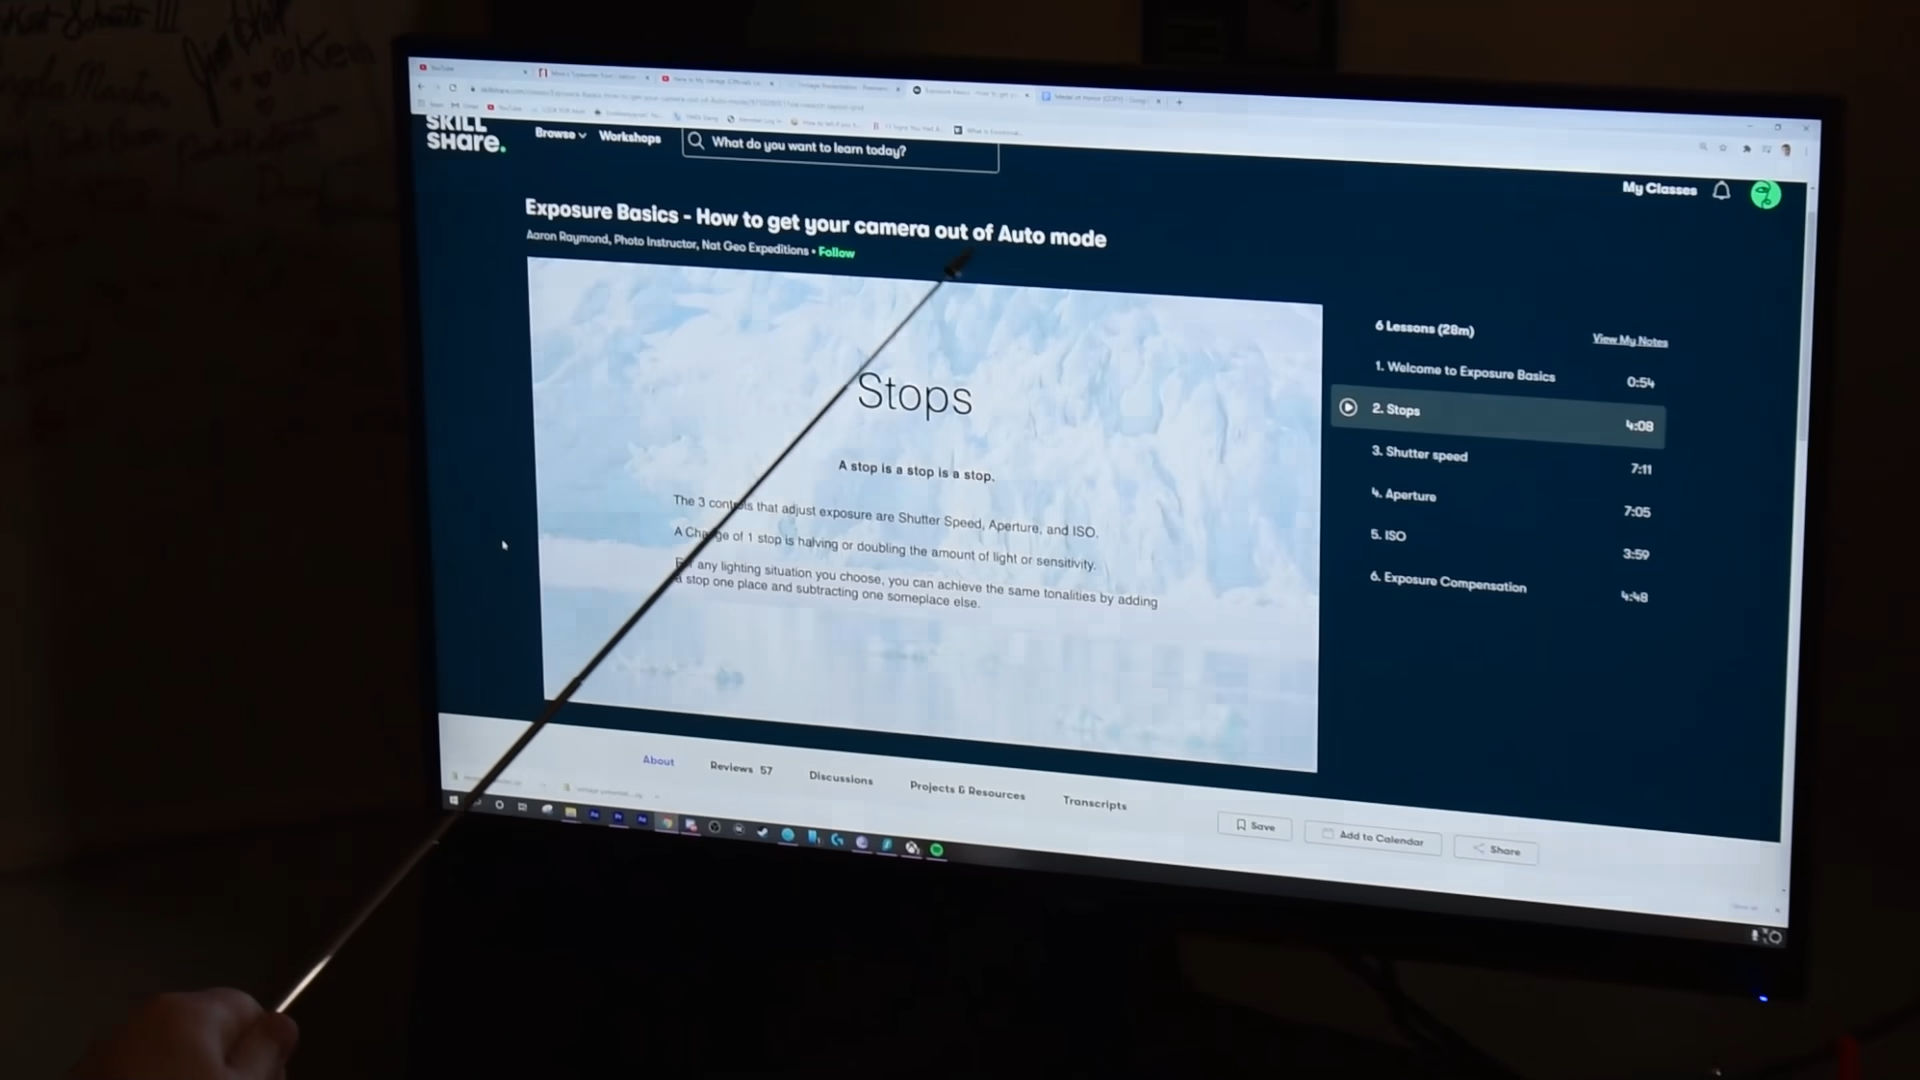 Kevin
YouTube
SKILL
SHARE.
Browse
Workshops
What do you want to learn today?
My Classes
Exposure Basics - How to get your camera out of Auto mode
Aaron Raymond, Photo Instructor, Nat Geo Expeditions • Follow
Stops
A stop is a stop is a stop.
The 3 controls that adjust exposure are Shutter Speed, Aperture, and ISO.
A Change of 1 stop is halving or doubling the amount of light or sensitivity.
For any lighting situation you choose, you can achieve the same tonalities by adding
a stop one place and subtracting one someplace else.
6 Lessons (28m)
View My Notes
1. Welcome to Exposure Basics 0:54
2. Stops 4:08
3. Shutter speed 7:11
4. Aperture 7:05
5. ISO 3:59
6. Exposure Compensation 4:48
About
Reviews 57
Discussions
Projects & Resources
Transcripts
Save
Add to Calendar
Share